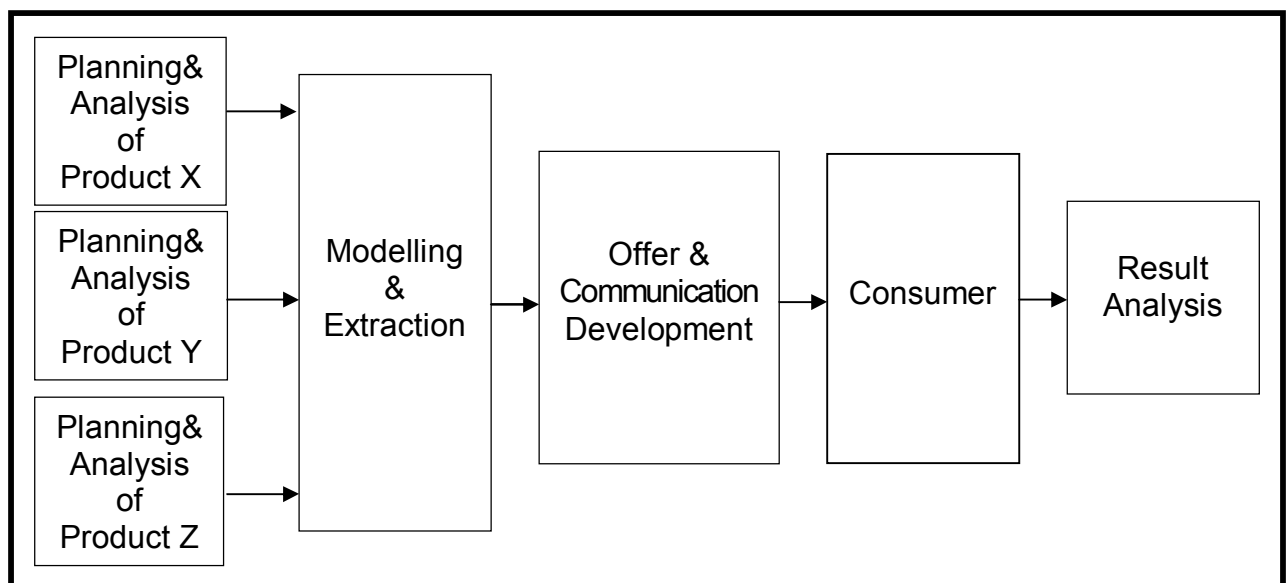 Planning&
Analysis
of
Product X
Planning&
Analysis
of
Product Y
Planning&
Analysis
of
Product Z
Modelling
&
Extraction
Offer &
Communication
Development
Consumer
Result
Analysis